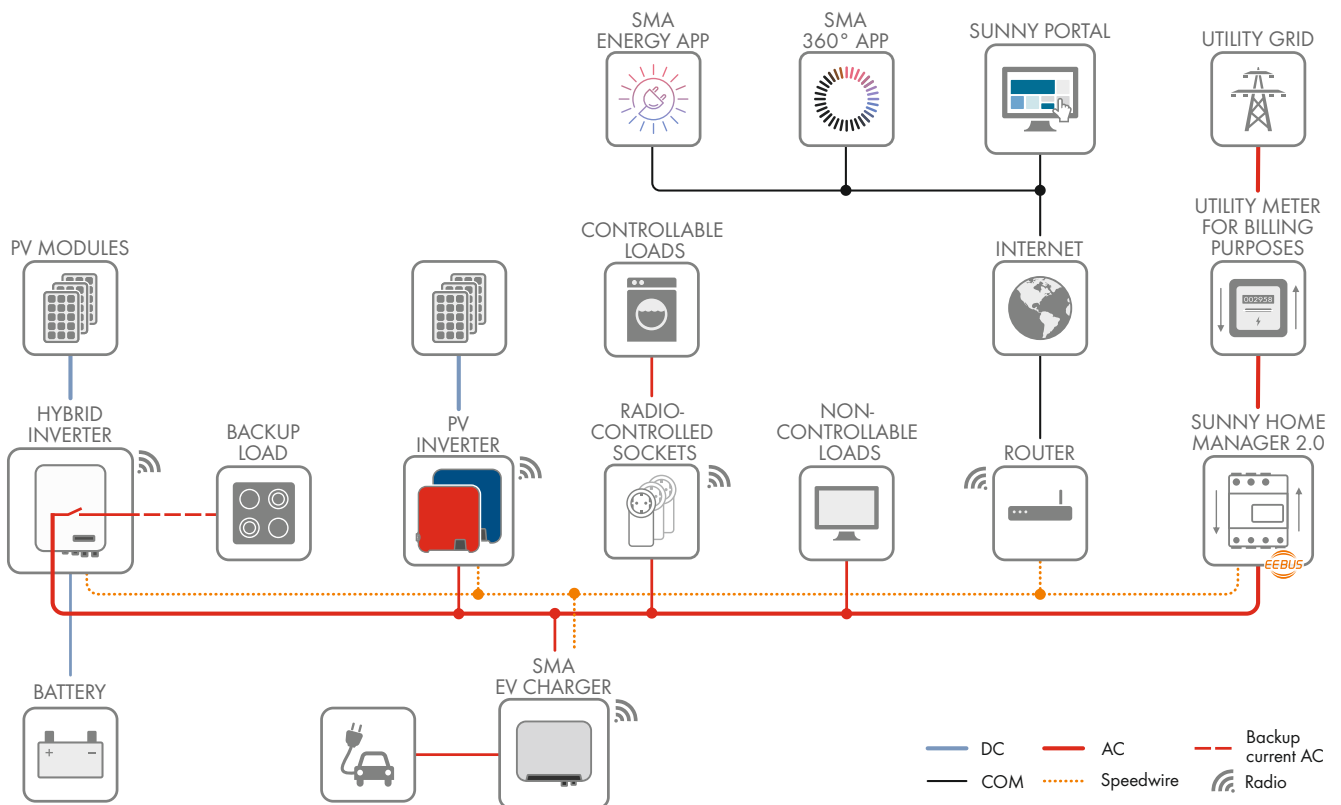 SMA
ENERGY APP
SMA
360° APP
SUNNY PORTAL
UTILITY GRID
PV MODULES
CONTROLLABLE
LOADS
INTERNET
UTILITY METER
FOR BILLING
PURPOSES
002958
HYBRID
INVERTER
BACKUP
LOAD
PV
INVERTER
RADIO-
CONTROLLED
SOCKETS
NON-
CONTROLLABLE
LOADS
ROUTER
SUNNY HOME
MANAGER 2.0
EEBUS
BATTERY
+ −
SMA
EV CHARGER
DC
AC
Backup
current AC
COM
Speedwire
Radio